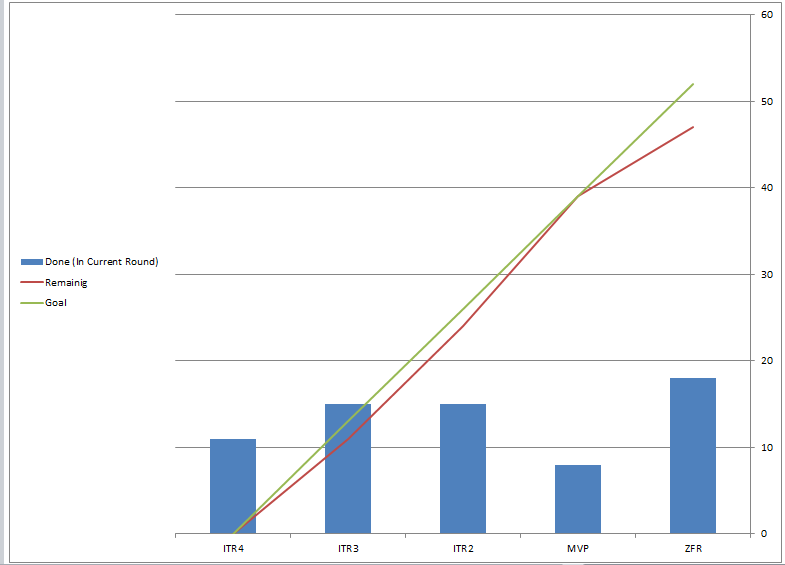 60
50
40
30
20
10
0
Done (In Current Round)
Remainig
Goal
ITR4
ITR3
ITR2
MVP
ZFR